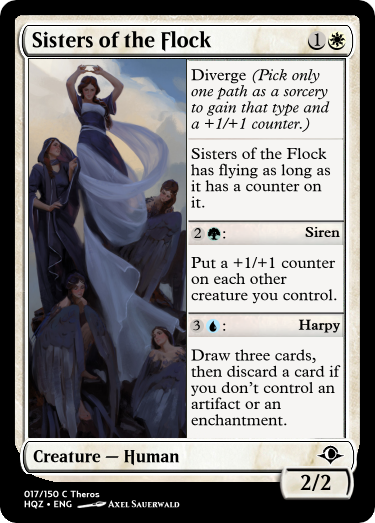 Sisters of the Flock 1
Diverge (Pick only
one path as a sorcery
to gain that type and
a +1/+1 counter.)
Sisters of the Flock
has flying as long as
it has a counter on
it.
2 : Siren
Put a +1/+1 counter
on each other
creature you control.
3 : Harpy
Draw three cards,
then discard a card if
you don't control an
artifact or an
enchantment.
Creature — Human
2/2
017/150 C Theros
HQZ • ENG Axel Sauerwald